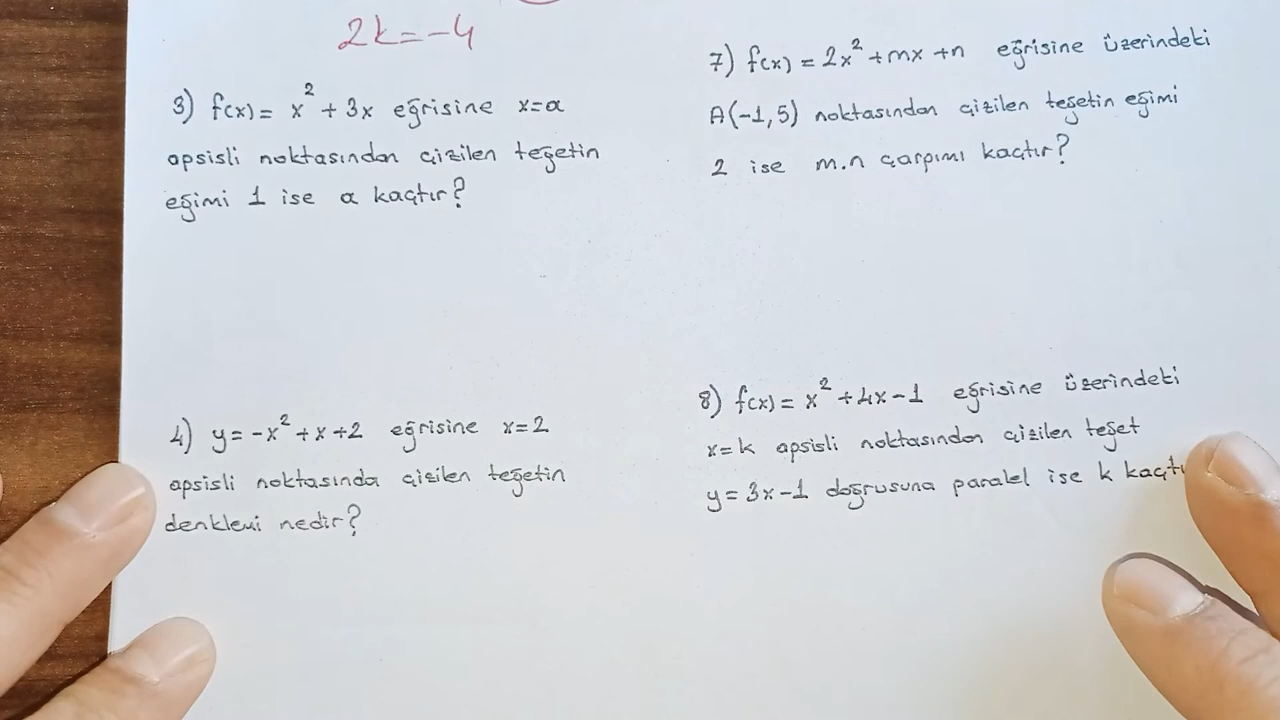 2k=-4
3) f(x) = x² + 3x eğrisine x=a
apsisli noktasından çizilen teğetin
eğimi 1 ise a kaçtır?
4) y = -x² + x + 2 eğrisine x=2
apsisli noktasında çizilen teğetin
denklemi nedir?
7) f(x) = 2x² + mx + n eğrisine üzerindeki
A(-1,5) noktasından çizilen teğetin eğimi
2 ise m.n çarpımı kaçtır?
8) f(x) = x² + 4x - 1 eğrisine üzerindeki
x=k apsisli noktasından çizilen teğet
y = 3x - 1 doğrusuna paralel ise k